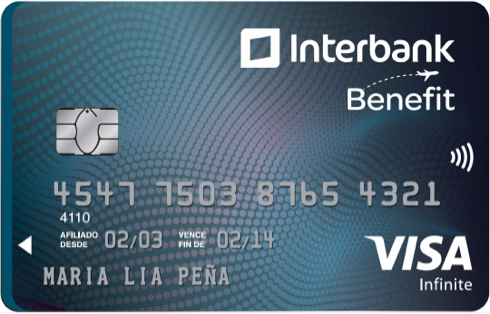 Interbank
Benefit
4547 7503 8765 4321
4110
AFILIADO DESDE 02/03 VENCE FIN DE 02/14
MARIA LIA PEÑA
VISA
Infinite